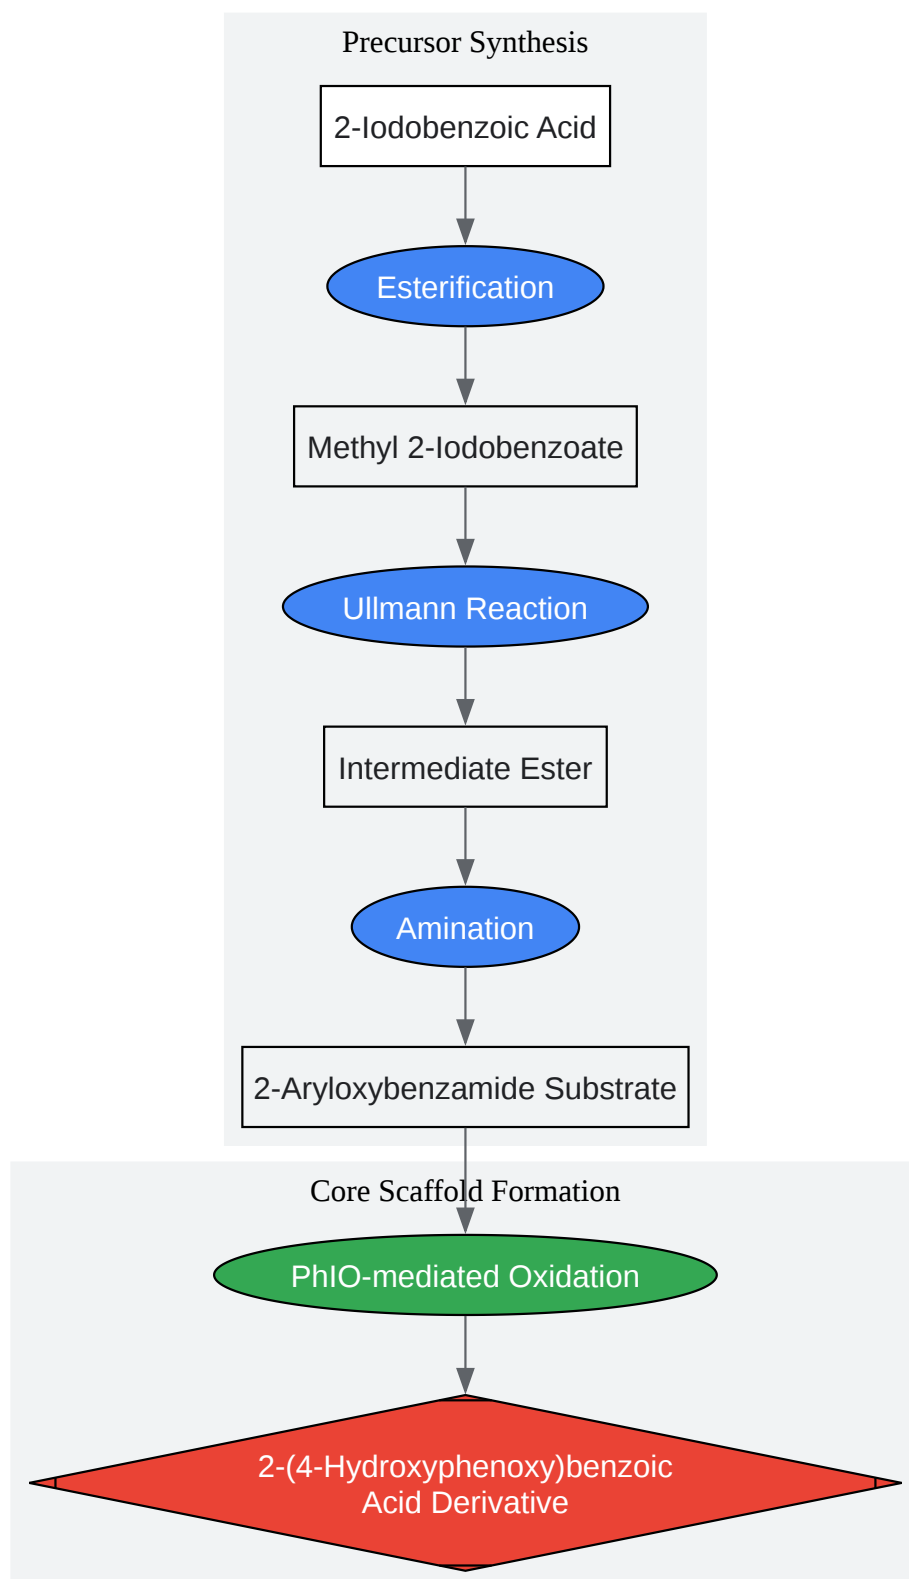 Precursor Synthesis
2-Iodobenzoic Acid
Esterification
Methyl 2-Iodobenzoate
Ullmann Reaction
Intermediate Ester
Amination
2-Aryloxybenzamide Substrate
Core Scaffold Formation
PhIO-mediated Oxidation
2-(4-Hydroxyphenoxy)benzoic
Acid Derivative